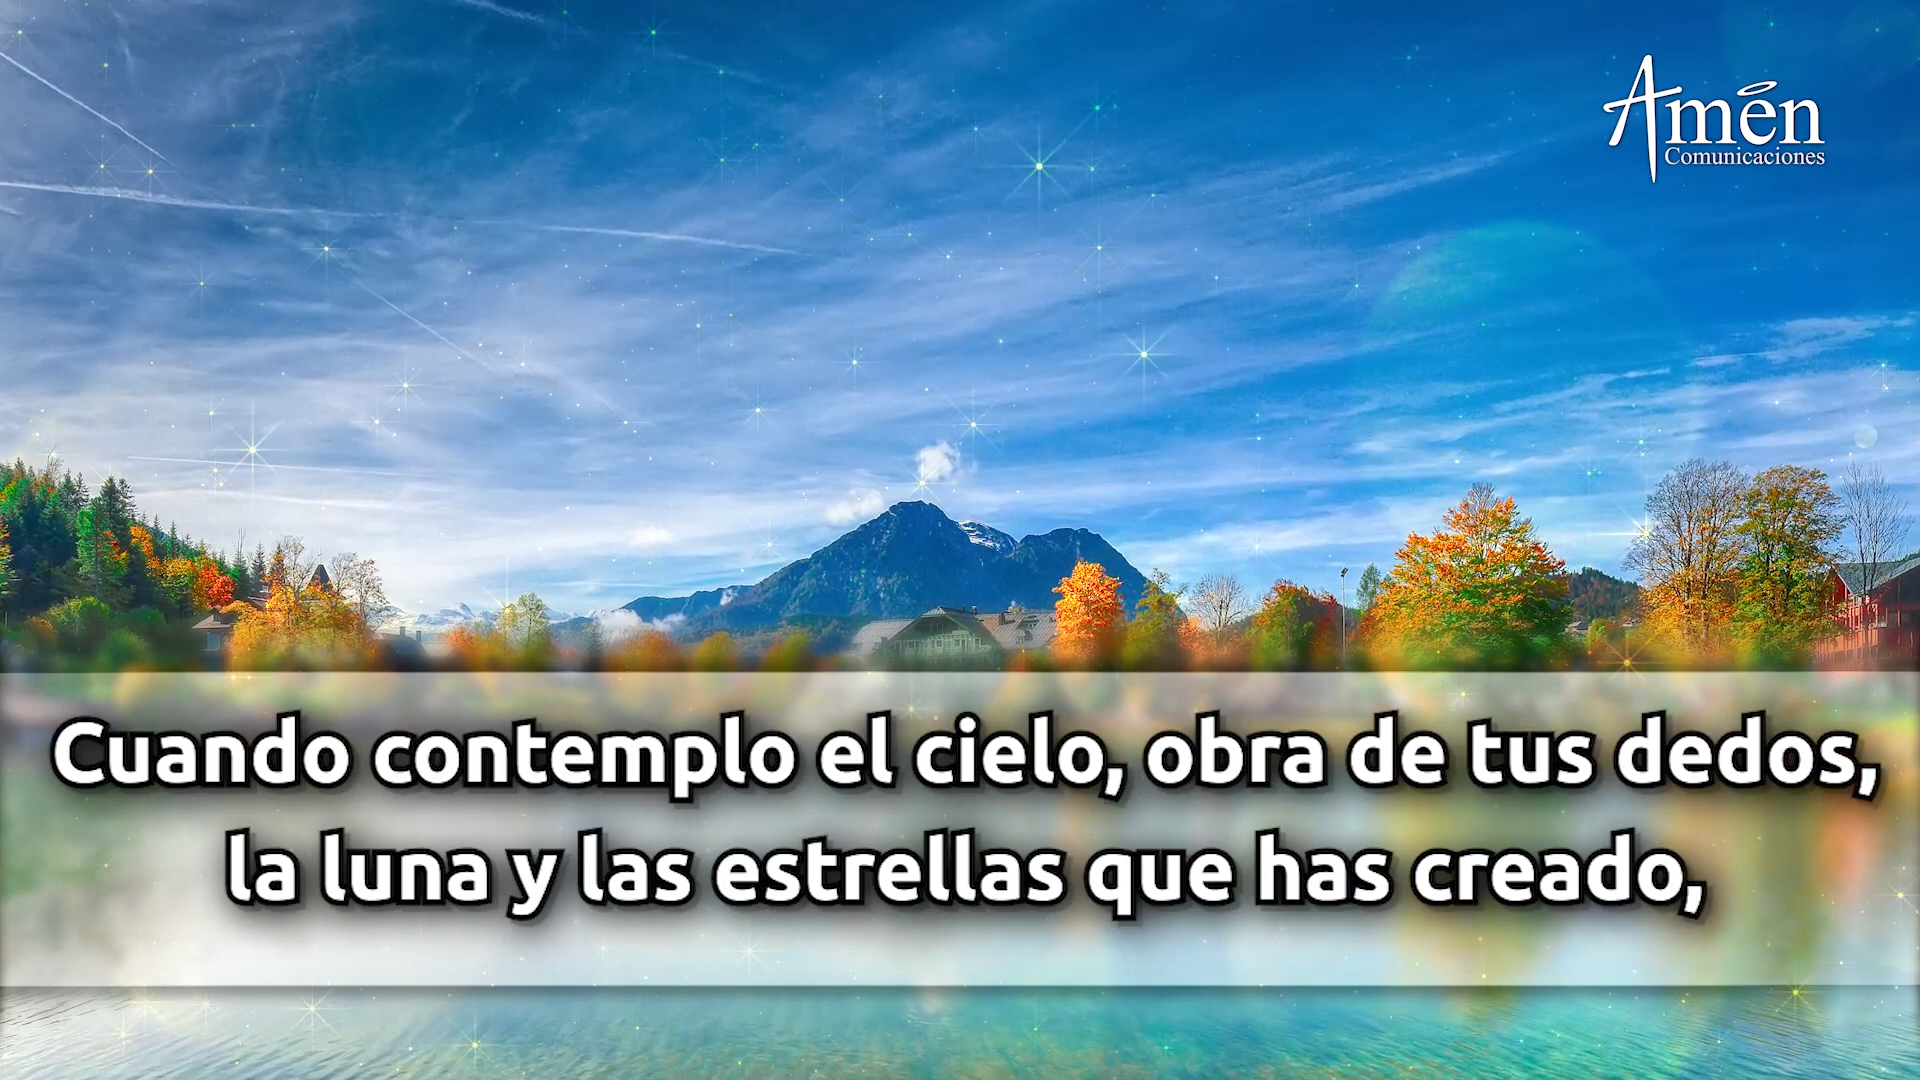 Amén
Comunicaciones
Cuando contemplo el cielo, obra de tus dedos,
la luna y las estrellas que has creado,